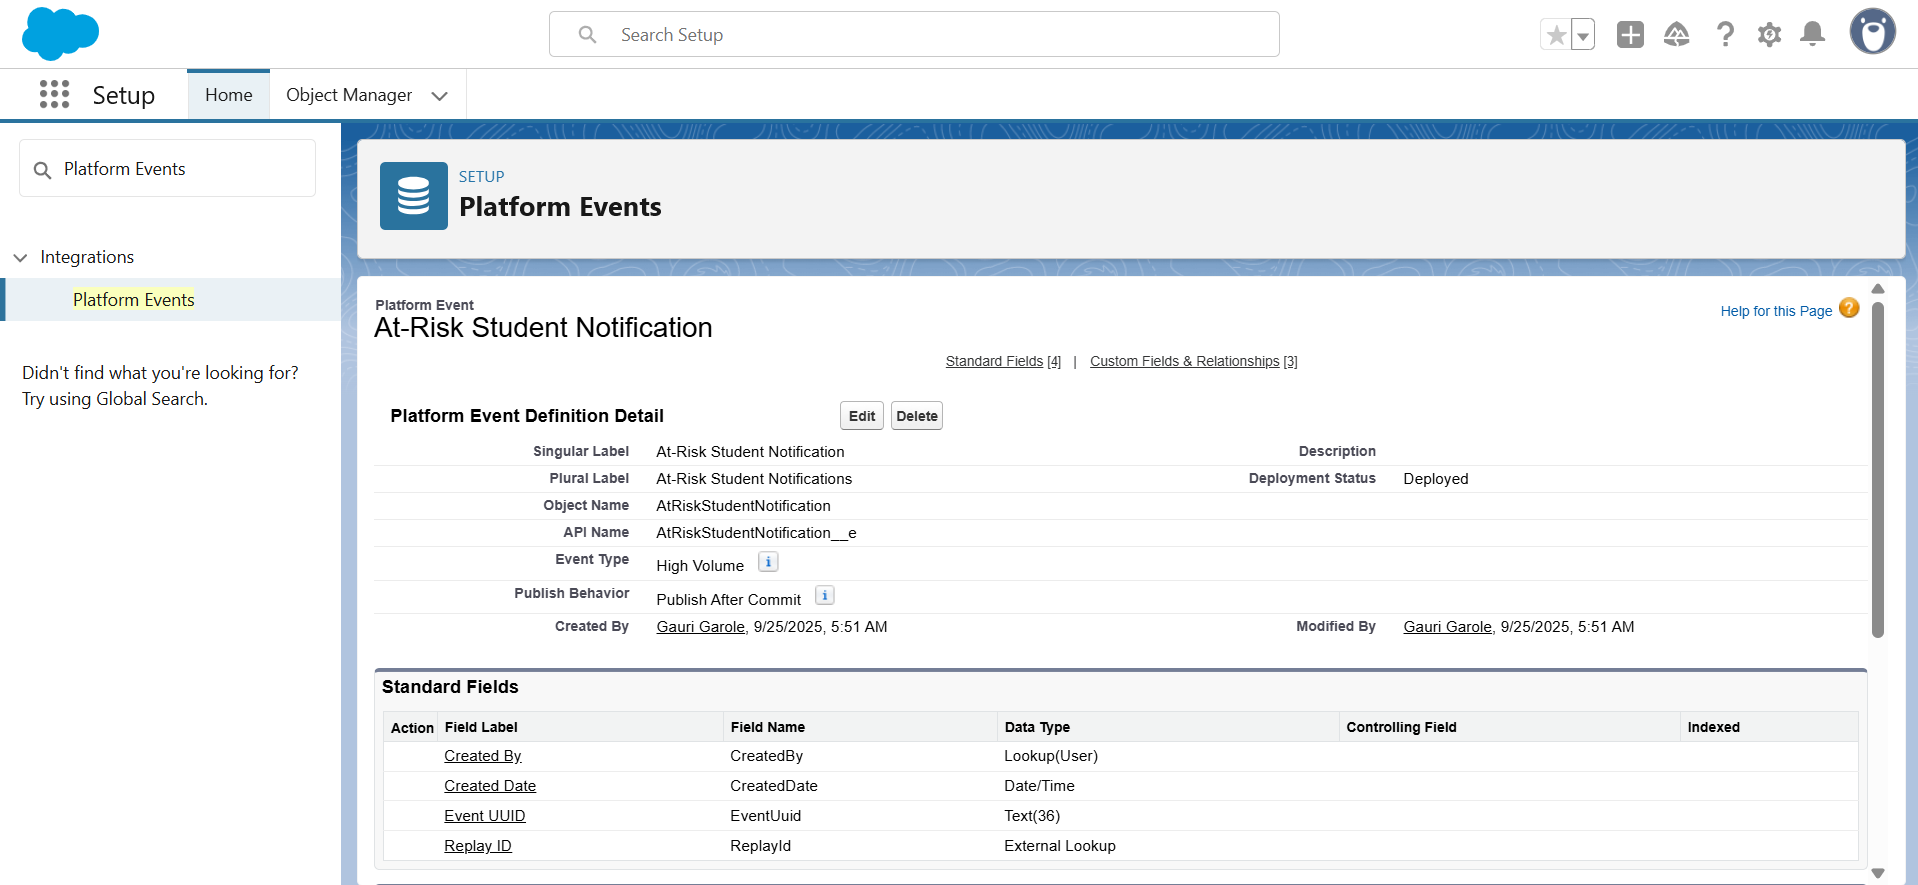 Search Setup
Setup
Home
Object Manager
Platform Events
Integrations
Platform Events
Didn't find what you're looking for?
Try using Global Search.
SETUP
Platform Events
Platform Event
At-Risk Student Notification
Help for this Page ?
Standard Fields [4] | Custom Fields & Relationships [3]
Platform Event Definition Detail Edit Delete
Singular Label At-Risk Student Notification Description
Plural Label At-Risk Student Notifications Deployment Status Deployed
Object Name AtRiskStudentNotification
API Name AtRiskStudentNotification__e
Event Type High Volume i
Publish Behavior Publish After Commit i
Created By Gauri Garole, 9/25/2025, 5:51 AM Modified By Gauri Garole, 9/25/2025, 5:51 AM
Standard Fields
Action Field Label Field Name Data Type Controlling Field Indexed
Created By CreatedBy Lookup(User)
Created Date CreatedDate Date/Time
Event UUID EventUuid Text(36)
Replay ID ReplayId External Lookup